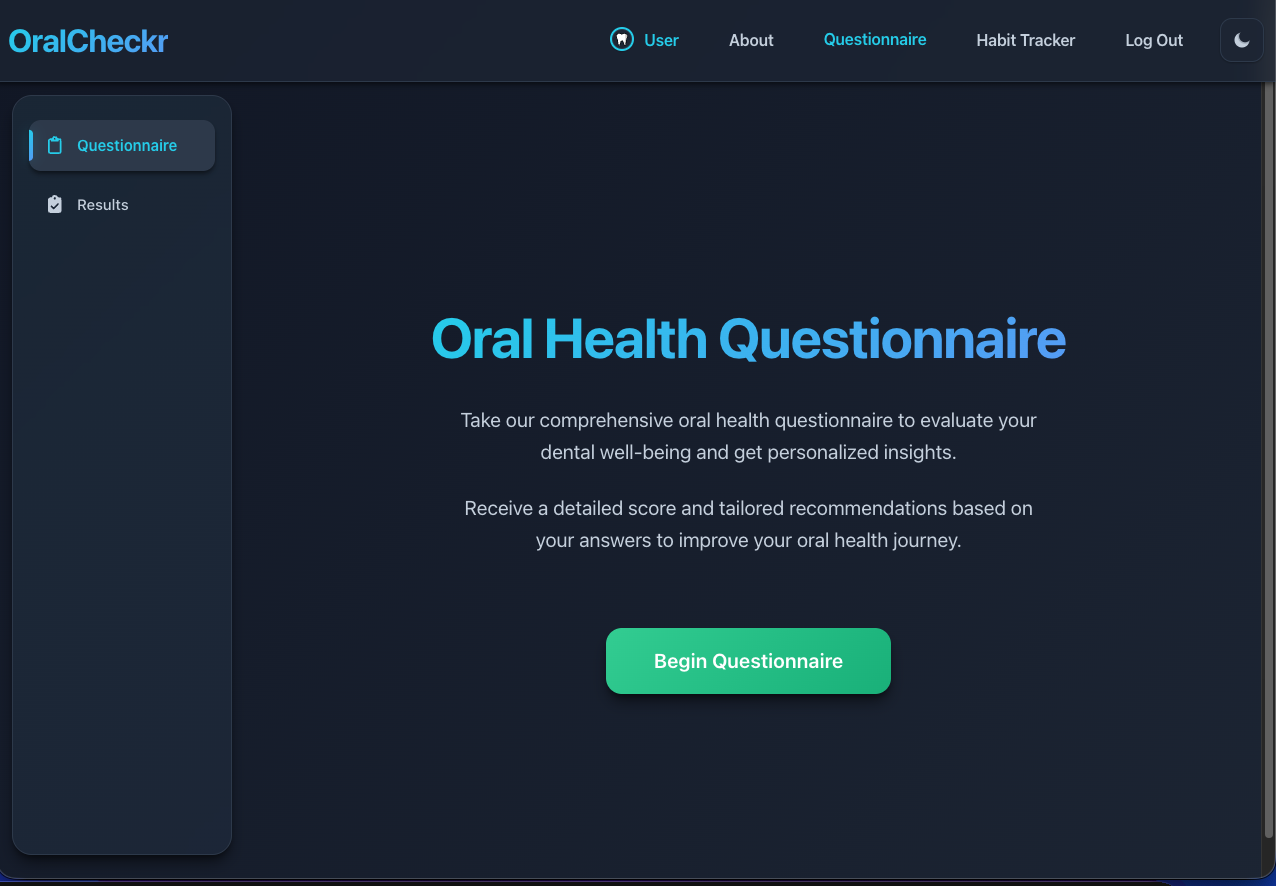 OralCheckr
User
About
Questionnaire
Habit Tracker
Log Out
Questionnaire
Results
Oral Health Questionnaire
Take our comprehensive oral health questionnaire to evaluate your
dental well-being and get personalized insights.
Receive a detailed score and tailored recommendations based on
your answers to improve your oral health journey.
Begin Questionnaire